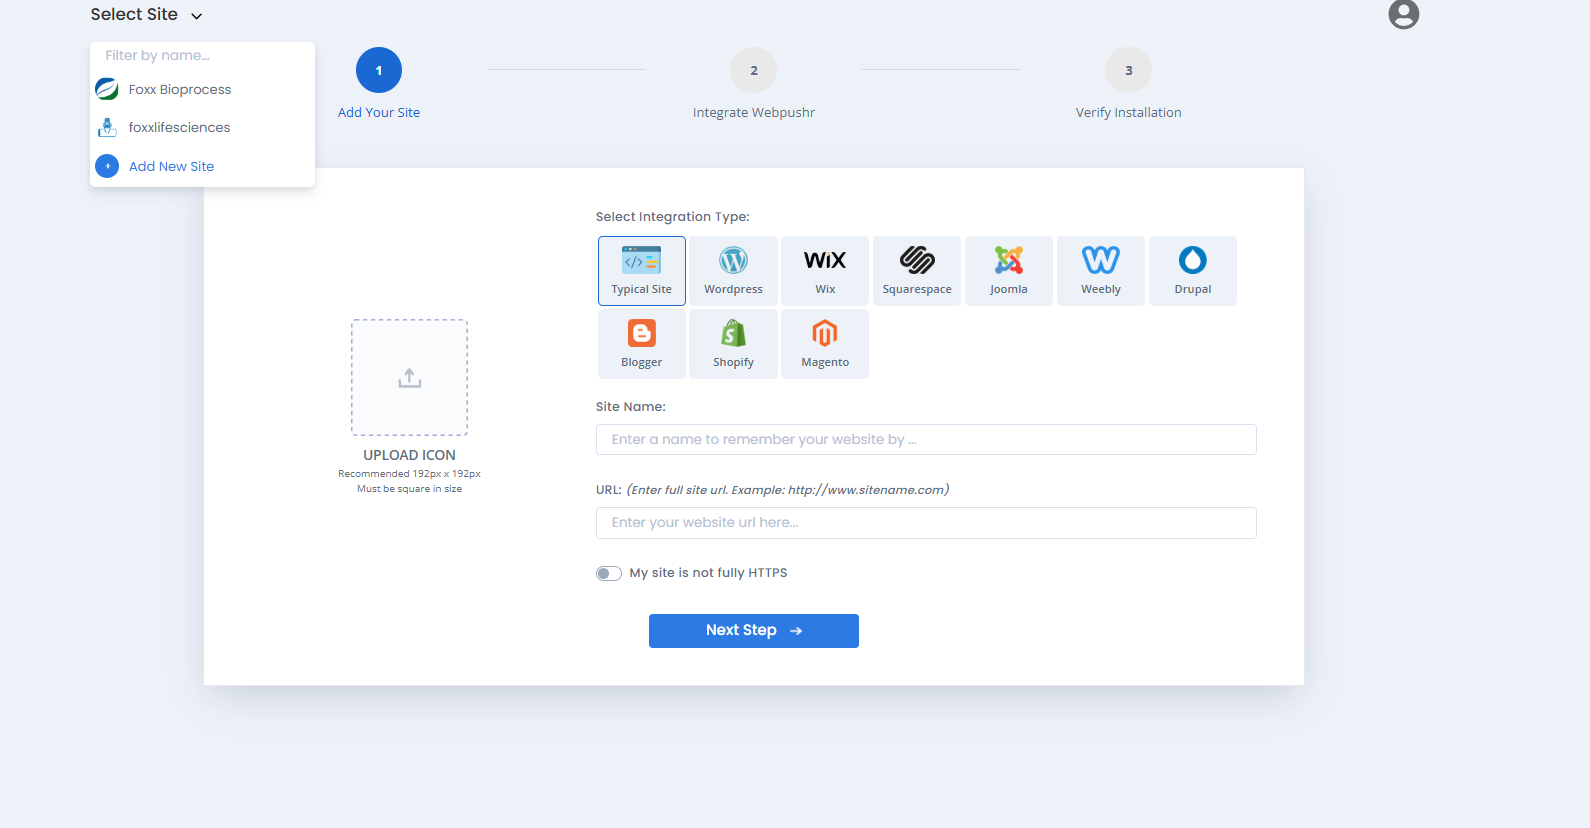 Select Site
Filter by name...
Foxx Bioprocess
foxxlifesciences
+ Add New Site
1
Add Your Site
2
Integrate Webpushr
3
Verify Installation
Select Integration Type:
Typical Site
Wordpress
WiX
Wix
Squarespace
Joomla
Weebly
Drupal
Blogger
Shopify
Magento
UPLOAD ICON
Recommended 192px x 192px
Must be square in size
Site Name:
Enter a name to remember your website by ...
URL: (Enter full site url. Example: http://www.sitename.com)
Enter your website url here...
My site is not fully HTTPS
Next Step →